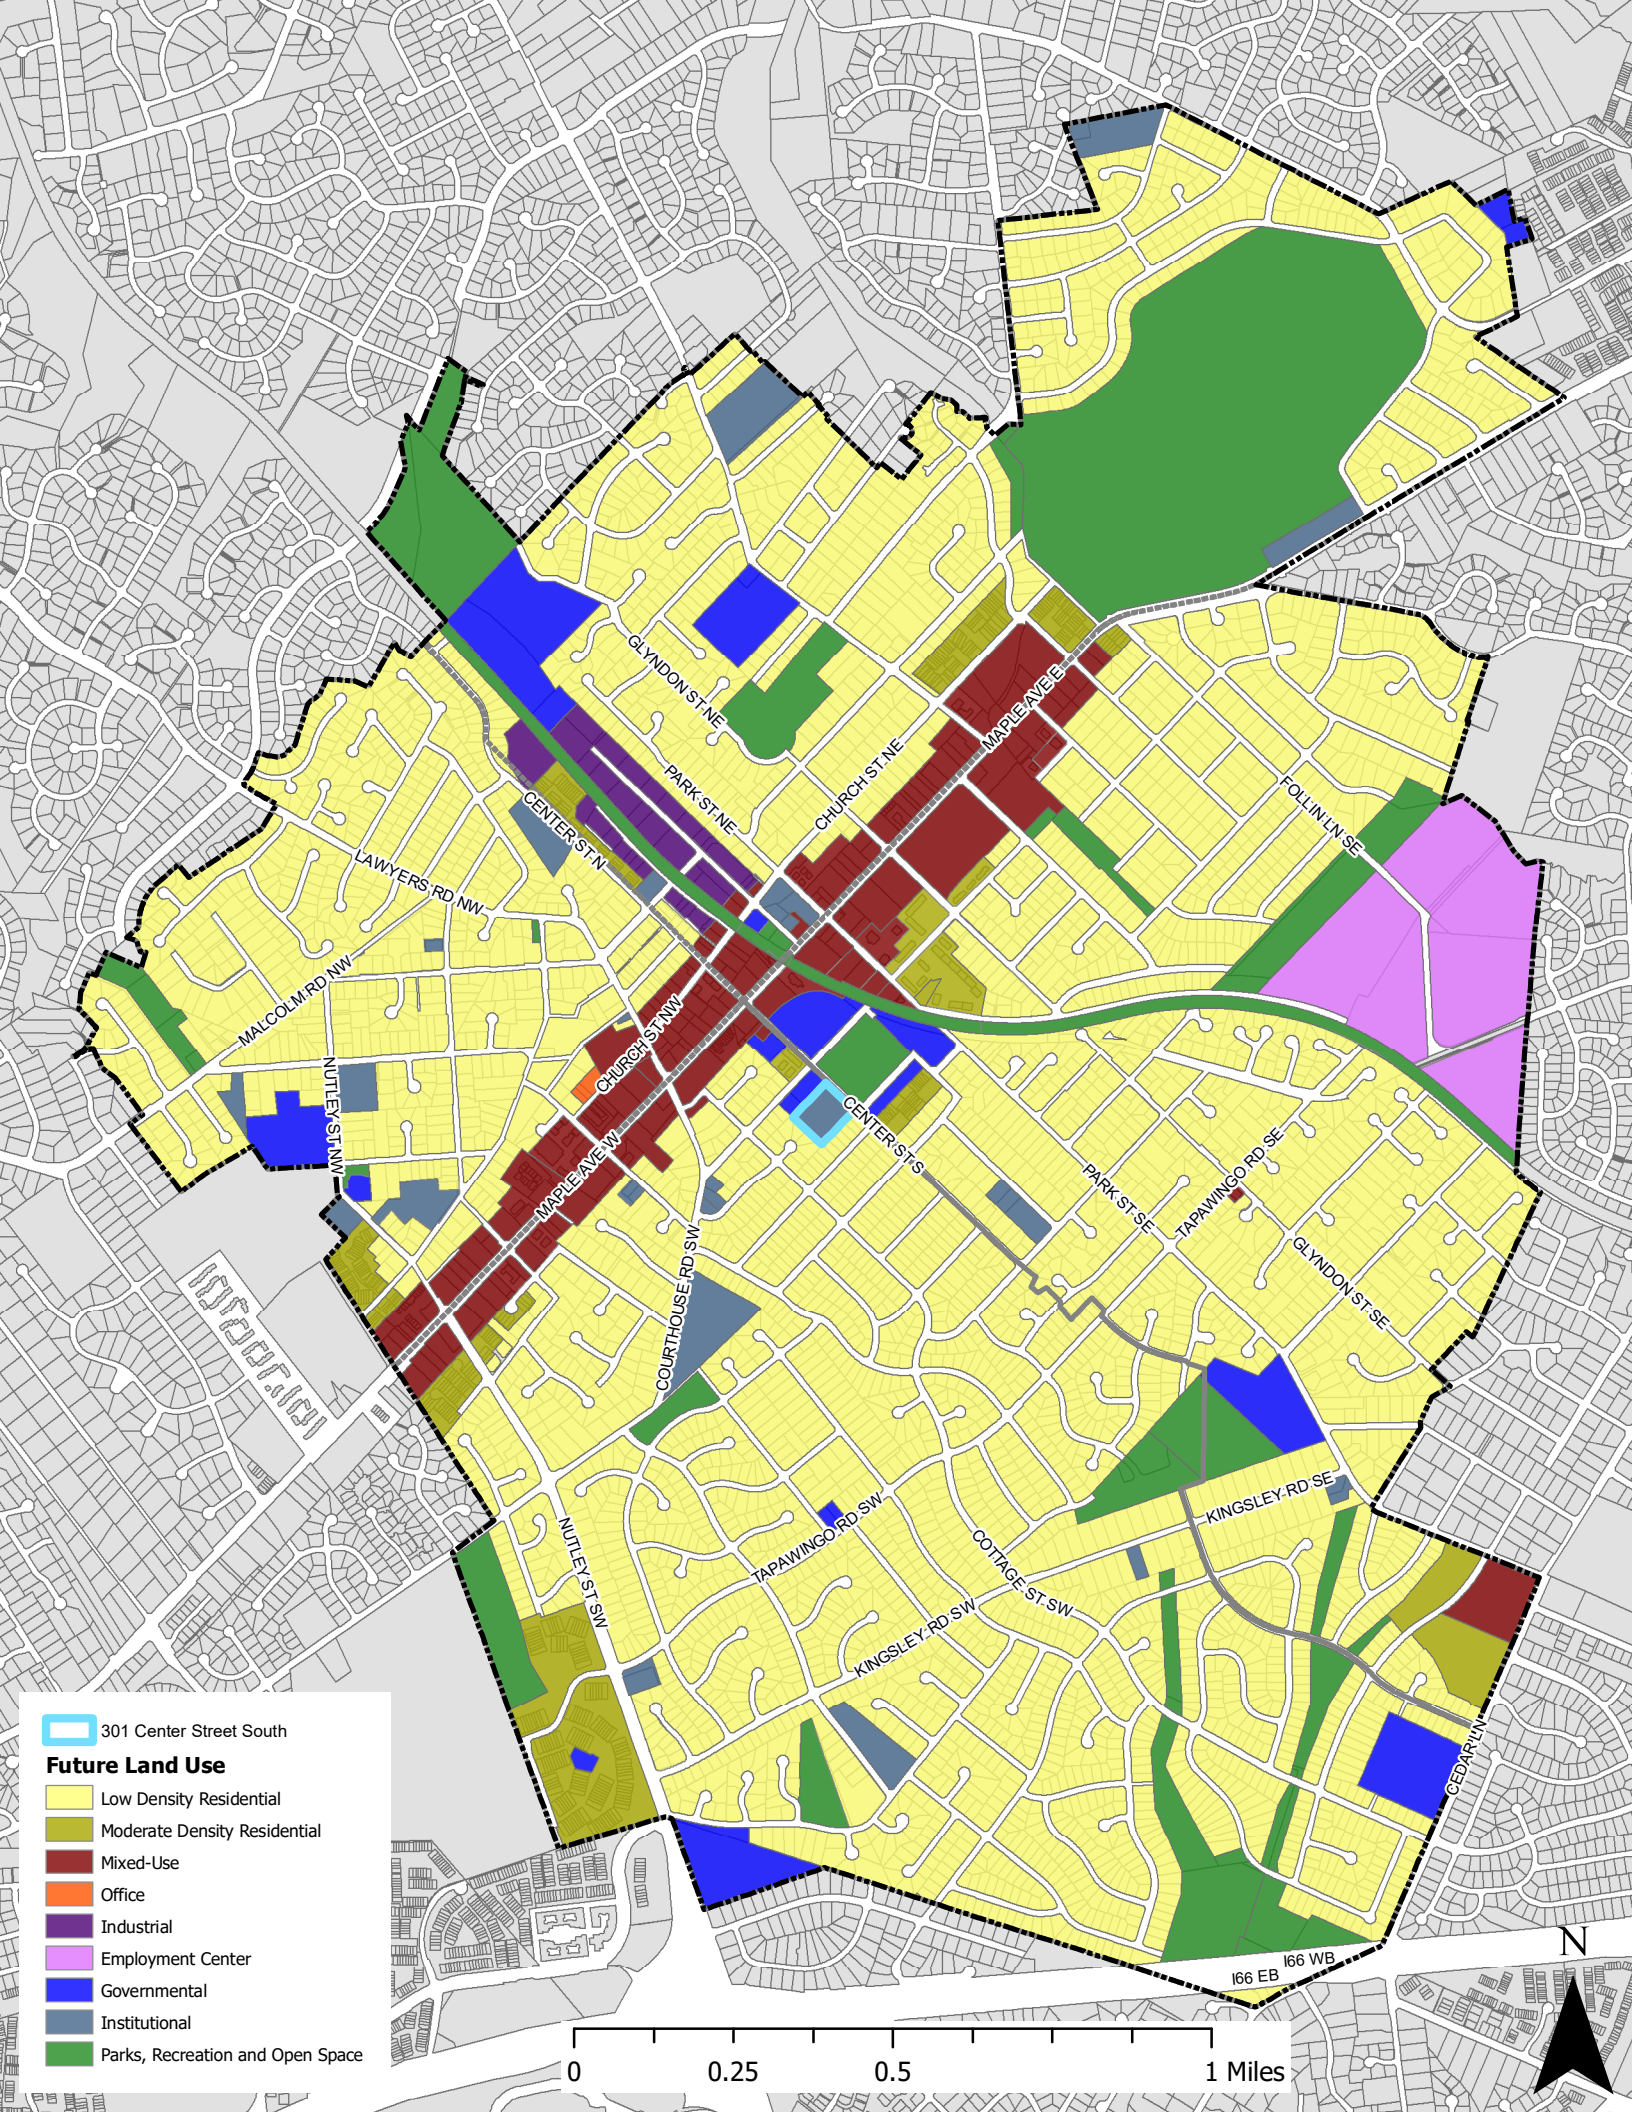 GLYNDON ST NE
MAPLE AVE E
CHURCH ST NE
PARK ST NE
FOLLIN LN SE
CENTER ST N
LAWYERS RD NW
MALCOLM RD NW
CHURCH ST NW
NUTLEY ST NW
CENTER ST S
MAPLE AVE W
PARK ST SE
TAPAWINGO RD SE
GLYNDON ST SE
COURTHOUSE RD SW
KINGSLEY RD SE
TAPAWINGO RD SW
NUTLEY ST SW
COTTAGE ST SW
KINGSLEY RD SW
CEDAR LN
301 Center Street South
Future Land Use
Low Density Residential
Moderate Density Residential
Mixed-Use
Office
Industrial
Employment Center
Governmental
Institutional
Parks, Recreation and Open Space
I66 WB
I66 EB
N
0 0.25 0.5 1 Miles